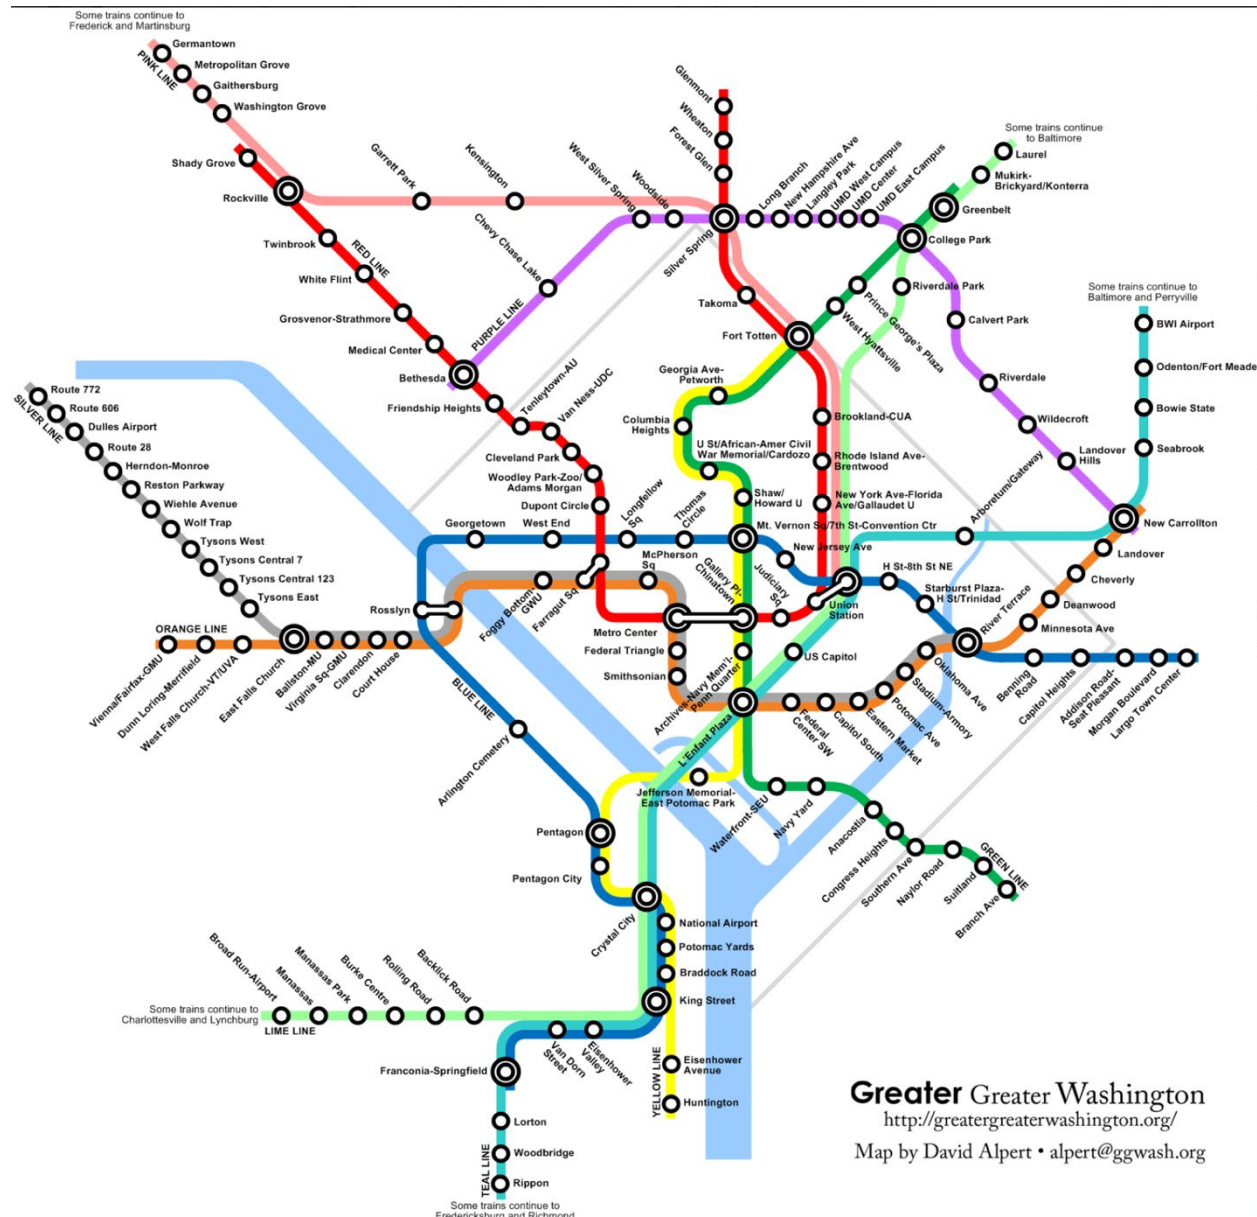 Some trains continue to
Frederick and Martinsburg
Germantown
Metropolitan Grove
Gaithersburg
Washington Grove
PINK LINE
Shady Grove
Rockville
Garrett Park
Kensington
West Silver Spring
Woodside
Glenmont
Wheaton
Forest Glen
Silver Spring
Long Branch
New Hampshire Ave
Langley Park
UMD West Campus
UMD Center
UMD East Campus
Some trains continue
to Baltimore
Laurel
Mukirk-
Brickyard/Konterra
Greenbelt
College Park
Twinbrook
RED LINE
White Flint
Grosvenor-Strathmore
Medical Center
Bethesda
Chevy Chase Lake
PURPLE LINE
Takoma
Fort Totten
Prince George's Plaza
West Hyattsville
Riverdale Park
Calvert Park
Riverdale
Wildecroft
Landover
Hills
New Carrollton
Some trains continue to
Baltimore and Perryville
BWI Airport
Odenton/Fort Meade
Bowie State
Seabrook
Route 772
SILVER LINE
Route 606
Dulles Airport
Route 28
Herndon-Monroe
Reston Parkway
Wiehle Avenue
Wolf Trap
Tysons West
Tysons Central 7
Tysons Central 123
Tysons East
Friendship Heights
Tenleytown-AU
Van Ness-UDC
Cleveland Park
Woodley Park-Zoo/
Adams Morgan
Dupont Circle
Georgia Ave-
Petworth
Columbia
Heights
U St/African-Amer Civil
War Memorial/Cardozo
Shaw/
Howard U
Mt. Vernon Sq/7th St-Convention Ctr
Brookland-CUA
Rhode Island Ave-
Brentwood
New York Ave-Florida
Ave/Gallaudet U
Arboretum/Gateway
Georgetown
West End
Longfellow
Sq
Thomas
Circle
New Jersey Ave
H St-8th St NE
Starburst Plaza-
H St/Trinidad
Landover
Cheverly
Deanwood
Minnesota Ave
River Terrace
Rosslyn
Foggy Bottom-
GWU
Farragut Sq
McPherson
Sq
Metro Center
Gallery Pl-
Chinatown
Judiciary
Sq
Union
Station
ORANGE LINE
Vienna/Fairfax-GMU
Dunn Loring-Merrifield
West Falls Church-VT/UVA
East Falls Church
Ballston-MU
Virginia Sq-GMU
Clarendon
Court House
Federal Triangle
Smithsonian
Archives-Navy Mem'l-
Penn Quarter
US Capitol
L'Enfant Plaza
Federal
Center SW
Capitol South
Eastern Market
Potomac Ave
Stadium-Armory
Oklahoma Ave
Benning
Road
Capitol Heights
Addison Road-
Seat Pleasant
Morgan Boulevard
Largo Town Center
BLUE LINE
Arlington Cemetery
Jefferson Memorial-
East Potomac Park
Waterfront-SEU
Navy Yard
Anacostia
Congress Heights
Southern Ave
Naylor Road
Suitland
Branch Ave
GREEN LINE
Pentagon
Pentagon City
Crystal City
National Airport
Potomac Yards
Braddock Road
King Street
Broad Run-Airport
Manassas
Manassas Park
Burke Centre
Rolling Road
Backlick Road
Some trains continue to
Charlottesville and Lynchburg
LIME LINE
Van Dorn
Street
Eisenhower
Valley
Franconia-Springfield
YELLOW LINE
Eisenhower
Avenue
Huntington
Lorton
Woodbridge
Rippon
TEAL LINE
Some trains continue to
Fredericksburg and Richmond
Greater Greater Washington
http://greatergreaterwashington.org/
Map by David Alpert • alpert@ggwash.org